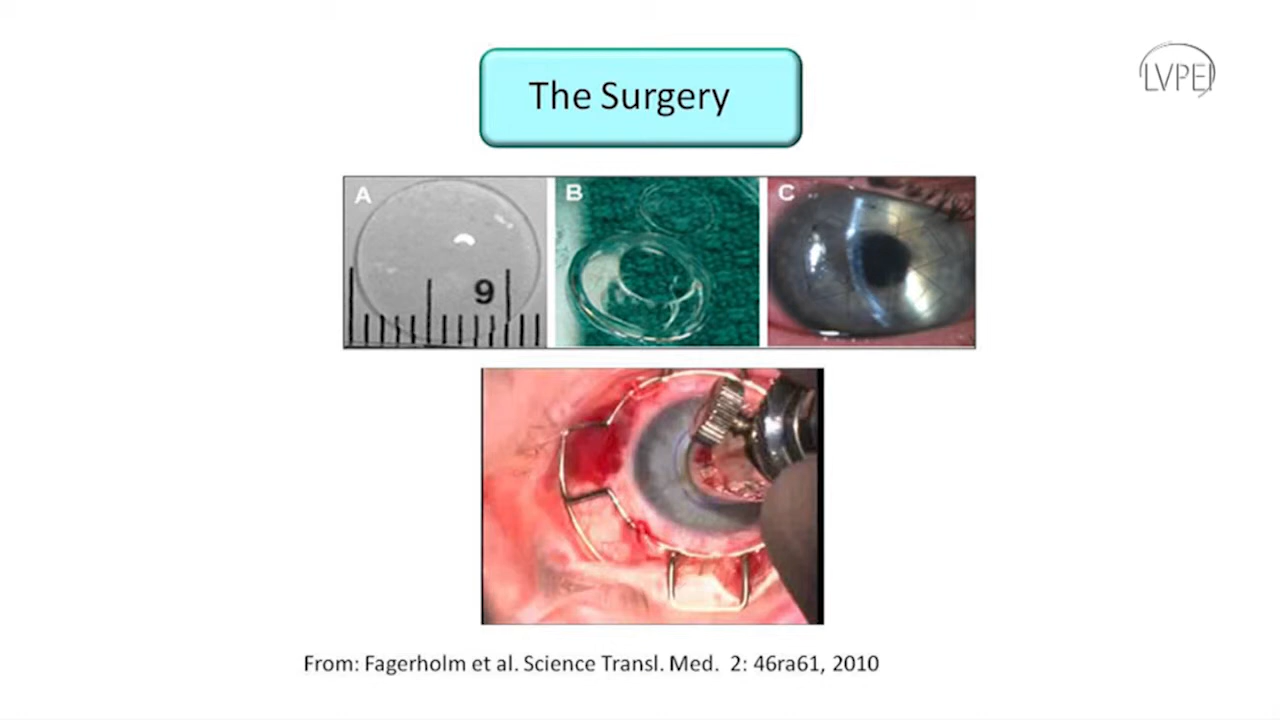 The Surgery
LVPEI
A
B
C
9
From: Fagerholm et al. Science Transl. Med. 2: 46ra61, 2010